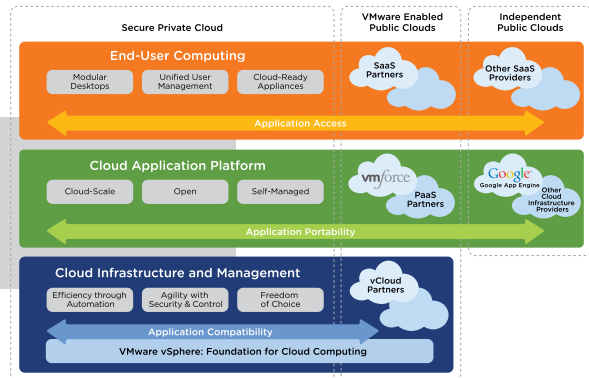 Secure Private Cloud
VMware Enabled
Public Clouds
Independent
Public Clouds
End-User Computing
Modular
Desktops
Unified User
Management
Cloud-Ready
Appliances
SaaS
Partners
Other SaaS
Providers
Application Access
Cloud Application Platform
Cloud-Scale
Open
Self-Managed
vmforce
PaaS
Partners
Google™
Google App Engine
Other
Cloud
Infrastructure
Providers
Application Portability
Cloud Infrastructure and Management
Efficiency through
Automation
Agility with
Security & Control
Freedom
of Choice
vCloud
Partners
Application Compatibility
VMware vSphere: Foundation for Cloud Computing